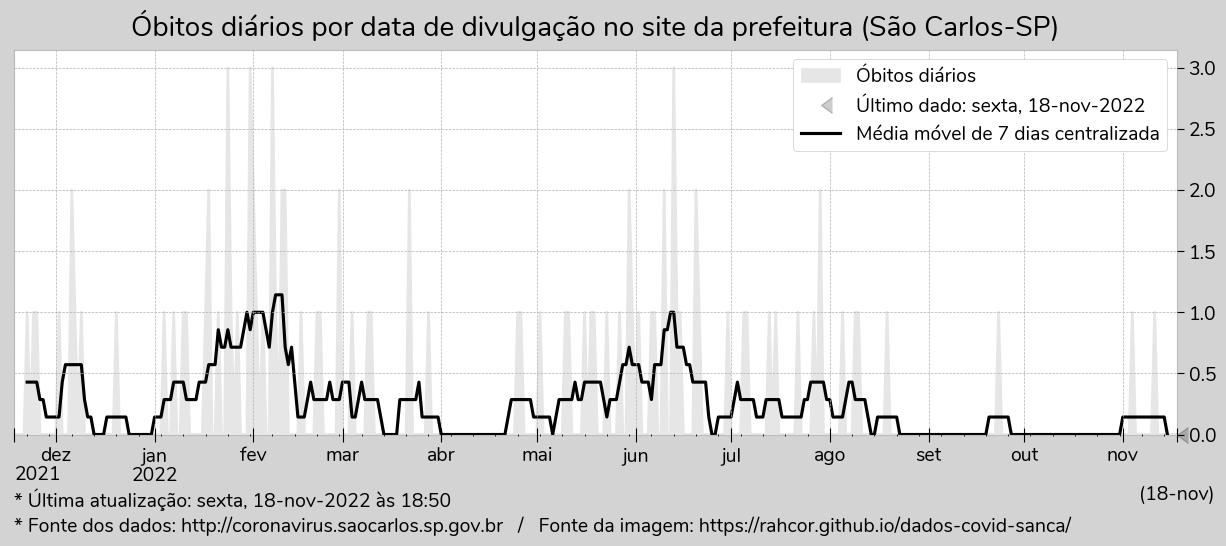 Óbitos diários por data de divulgação no site da prefeitura (São Carlos-SP)
Óbitos diários
Último dado: sexta, 18-nov-2022
Média móvel de 7 dias centralizada
3.0
2.5
2.0
1.5
1.0
0.5
0.0
dez jan fev mar abr mai jun jul ago set out nov
2021 2022
(18-nov)
* Última atualização: sexta, 18-nov-2022 às 18:50
* Fonte dos dados: http://coronavirus.saocarlos.sp.gov.br / Fonte da imagem: https://rahcor.github.io/dados-covid-sanca/